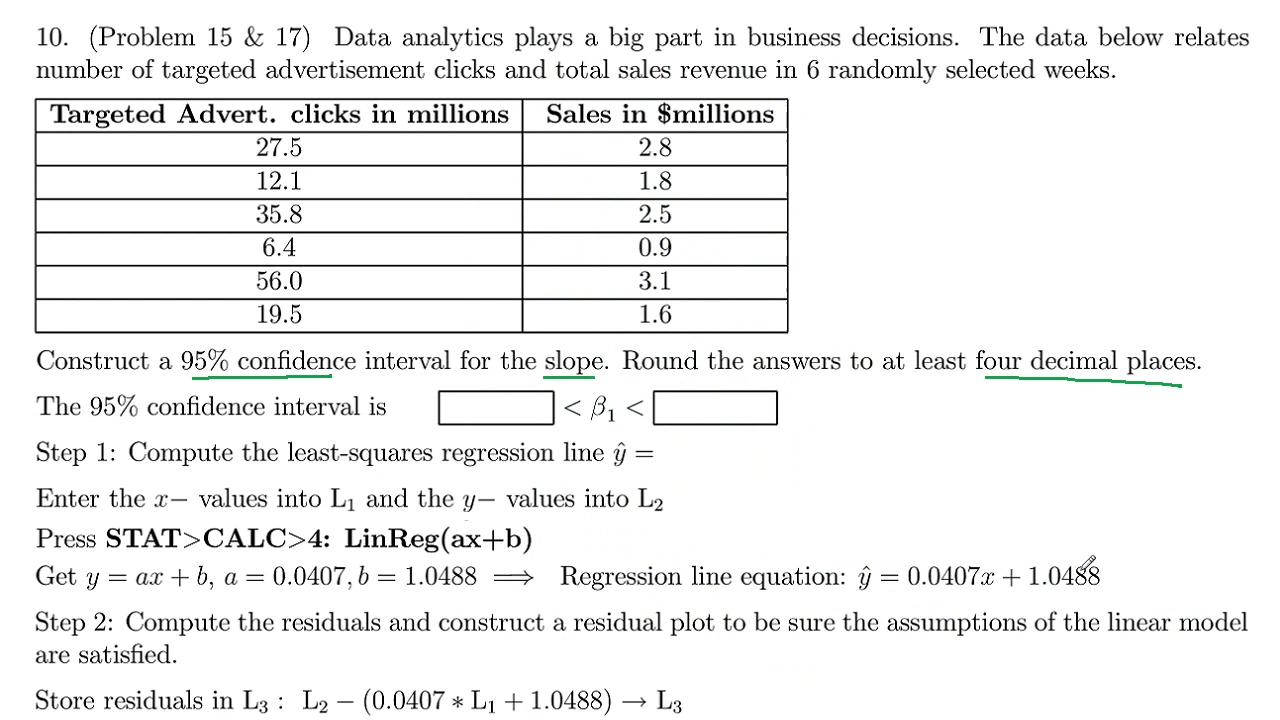 10. (Problem 15 & 17) Data analytics plays a big part in business decisions. The data below relates
number of targeted advertisement clicks and total sales revenue in 6 randomly selected weeks.
Targeted Advert. clicks in millions Sales in $millions
27.5 2.8
12.1 1.8
35.8 2.5
6.4 0.9
56.0 3.1
19.5 1.6
Construct a 95% confidence interval for the slope. Round the answers to at least four decimal places.
The 95% confidence interval is < β₁ <
Step 1: Compute the least-squares regression line ŷ =
Enter the x− values into L₁ and the y− values into L₂
Press STAT>CALC>4: LinReg(ax+b)
Get y = ax + b, a = 0.0407, b = 1.0488 ⟹ Regression line equation: ŷ = 0.0407x + 1.0488
Step 2: Compute the residuals and construct a residual plot to be sure the assumptions of the linear model
are satisfied.
Store residuals in L₃ : L₂ − (0.0407 * L₁ + 1.0488) → L₃